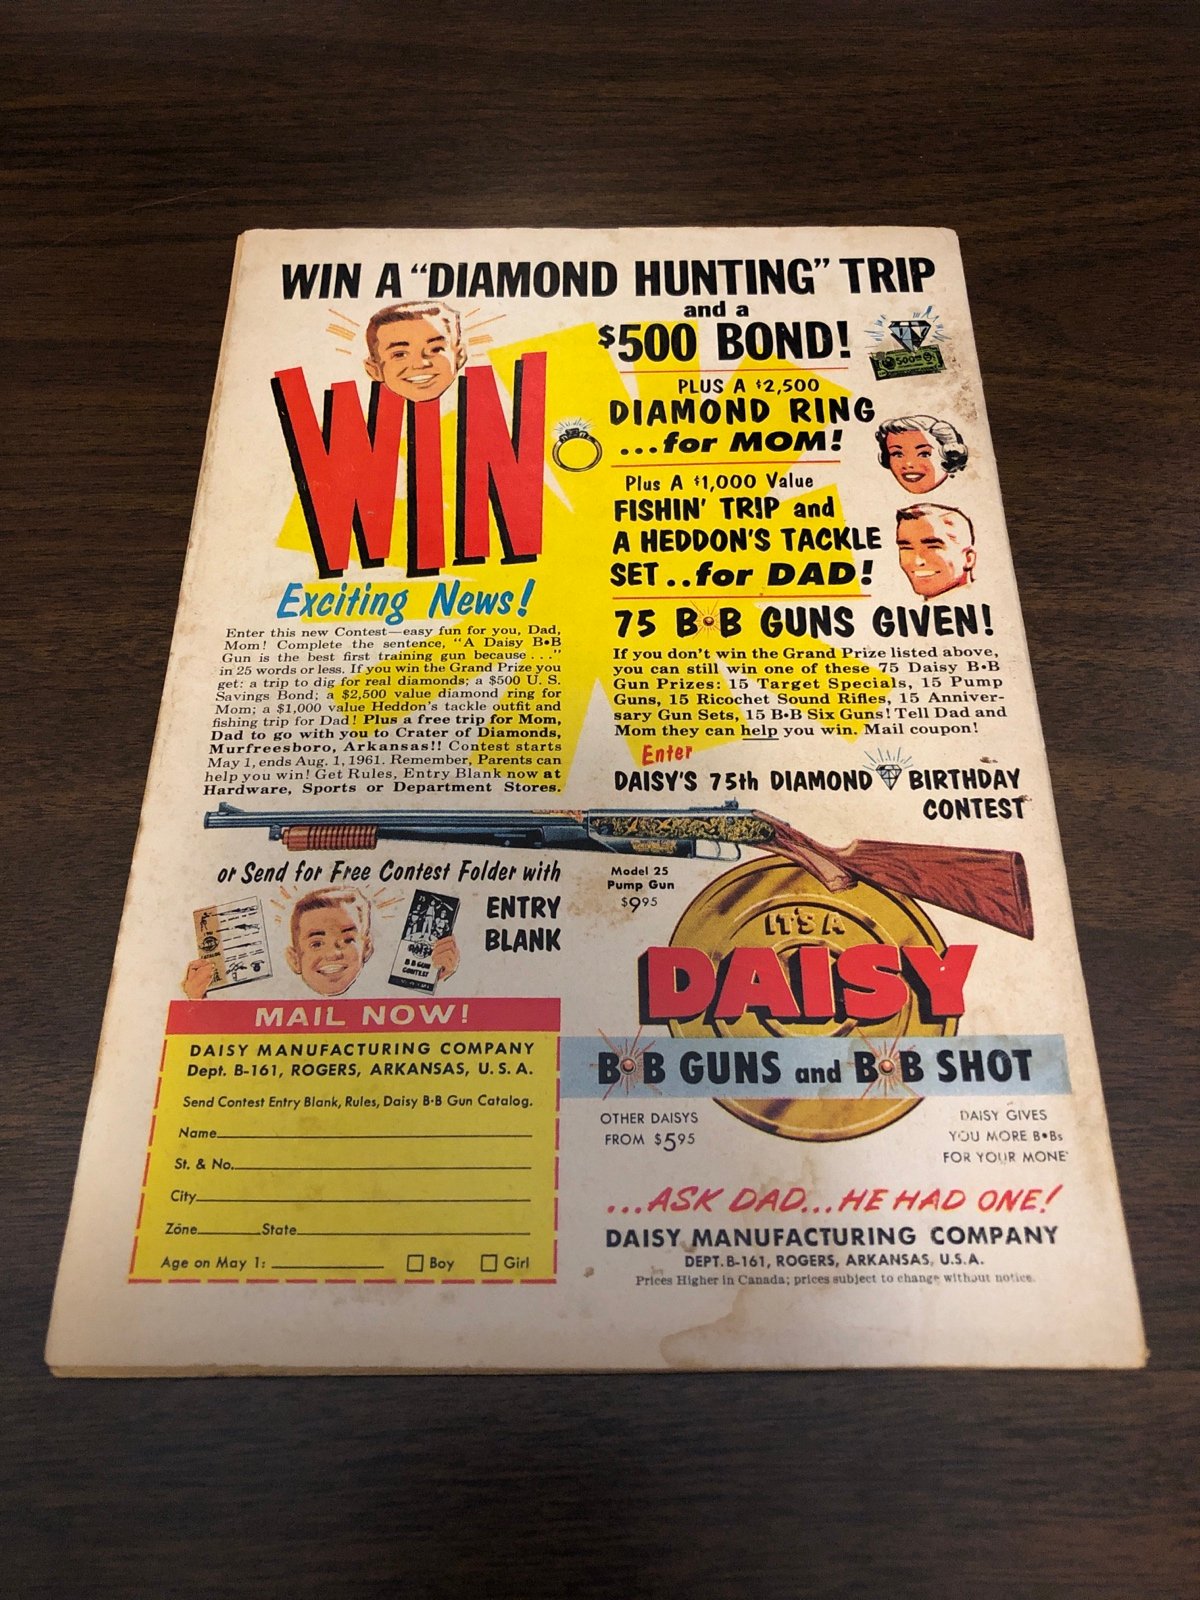 WIN A "DIAMOND HUNTING" TRIP
and a
$500 BOND!
500
PLUS A $2,500
DIAMOND RING
...for MOM!
Plus A $1,000 Value
FISHIN' TRIP and
A HEDDON'S TACKLE
SET..for DAD!
WIN
Exciting News!
Enter this new Contest—easy fun for you, Dad,
Mom! Complete the sentence, "A Daisy B•B
Gun is the best first training gun because . . ."
in 25 words or less. If you win the Grand Prize you
get: a trip to dig for real diamonds; a $500 U. S.
Savings Bond; a $2,500 value diamond ring for
Mom; a $1,000 value Heddon's tackle outfit and
fishing trip for Dad! Plus a free trip for Mom,
Dad to go with you to Crater of Diamonds,
Murfreesboro, Arkansas!! Contest starts
May 1, ends Aug. 1, 1961. Remember, Parents can
help you win! Get Rules, Entry Blank now at
Hardware, Sports or Department Stores.
75 B•B GUNS GIVEN!
If you don't win the Grand Prize listed above,
you can still win one of these 75 Daisy B•B
Gun Prizes: 15 Target Specials, 15 Pump
Guns, 15 Ricochet Sound Rifles, 15 Anniver-
sary Gun Sets, 15 B•B Six Guns! Tell Dad and
Mom they can help you win. Mail coupon!
Enter
DAISY'S 75th DIAMOND BIRTHDAY
CONTEST
or Send for Free Contest Folder with
ENTRY
BLANK
CATALOG
B B GUN
CONTEST
Model 25
Pump Gun
$9.95
IT'S A
DAISY
B•B GUNS and B•B SHOT
OTHER DAISYS
FROM $5.95
DAISY GIVES
YOU MORE B•Bs
FOR YOUR MONE
...ASK DAD...HE HAD ONE!
DAISY MANUFACTURING COMPANY
DEPT. B-161, ROGERS, ARKANSAS, U.S.A.
Prices Higher in Canada; prices subject to change without notice.
MAIL NOW!
DAISY MANUFACTURING COMPANY
Dept. B-161, ROGERS, ARKANSAS, U. S. A.
Send Contest Entry Blank, Rules, Daisy B•B Gun Catalog.
Name
St. & No.
City
Zone State
Age on May 1: Boy Girl